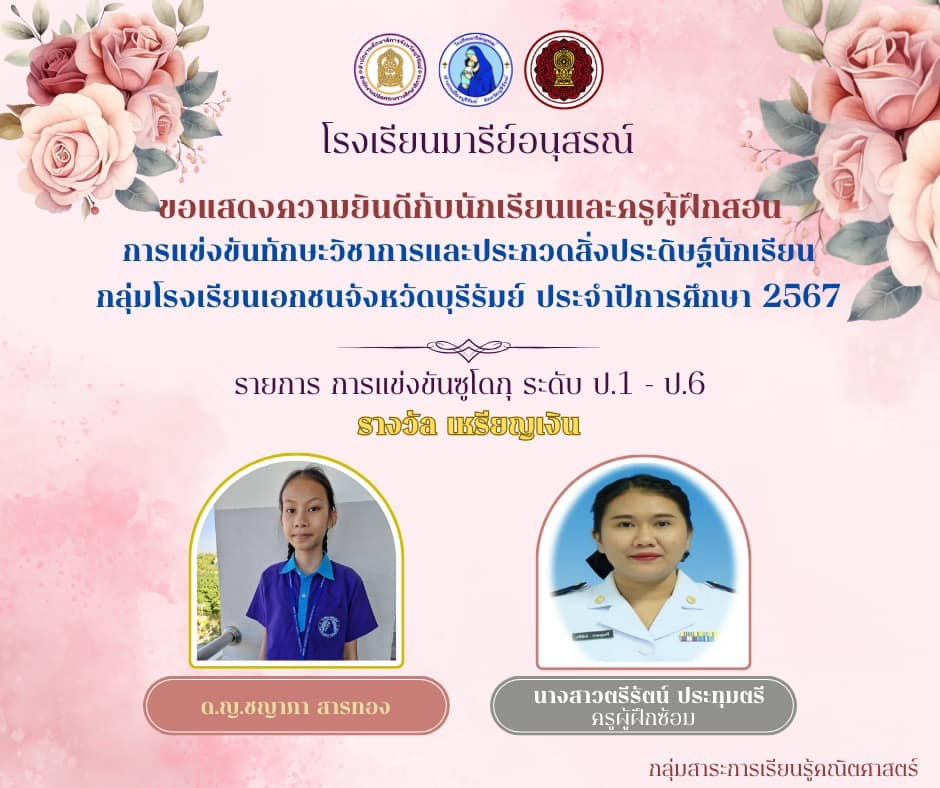 โรงเรียนมารีย์อนุสรณ์
ขอแสดงความยินดีกับนักเรียนและครูผู้ฝึกสอน
การแข่งขันทักษะวิชาการและประกวดสิ่งประดิษฐ์นักเรียน
กลุ่มโรงเรียนเอกชนจังหวัดบุรีรัมย์ ประจำปีการศึกษา 2567
รายการ การแข่งขันซูโดกุ ระดับ ป.1 - ป.6
รางวัล เหรียญเงิน
ด.ญ.ชญาภา สารทอง
นางสาวตรีรัตน์ ประทุมตรี
ครูผู้ฝึกซ้อม
กลุ่มสาระการเรียนรู้คณิตศาสตร์